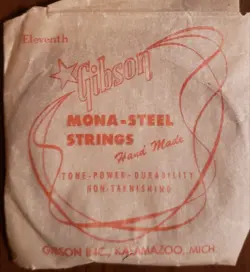 Eleventh
Gibson
MONA-STEEL
STRINGS
Hand Made
TONE-POWER-DURABILITY
NON-TARNISHING
GIBSON INC., KALAMAZOO, MICH.